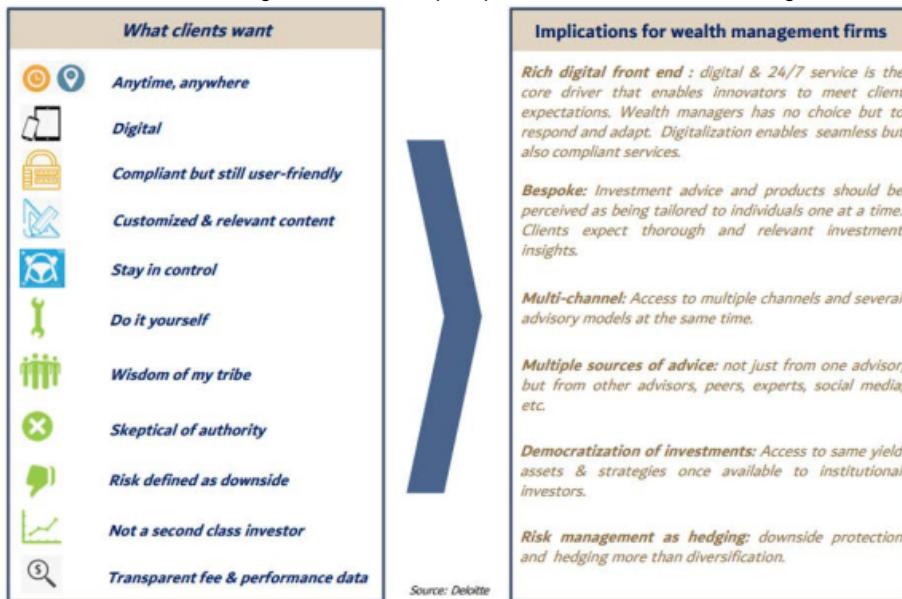 What clients want
Anytime, anywhere
Digital
Compliant but still user-friendly
Customized & relevant content
Stay in control
Do it yourself
Wisdom of my tribe
Skeptical of authority
Risk defined as downside
Not a second class investor
Transparent fee & performance data
Source: Deloitte
Implications for wealth management firms
Rich digital front end : digital & 24/7 service is the
core driver that enables innovators to meet client
expectations. Wealth managers has no choice but to
respond and adapt. Digitalization enables seamless but
also compliant services.
Bespoke: Investment advice and products should be
perceived as being tailored to individuals one at a time.
Clients expect thorough and relevant investment
insights.
Multi-channel: Access to multiple channels and several
advisory models at the same time.
Multiple sources of advice: not just from one advisor,
but from other advisors, peers, experts, social media,
etc.
Democratization of investments: Access to same yield
assets & strategies once available to institutional
investors.
Risk management as hedging: downside protection
and hedging more than diversification.